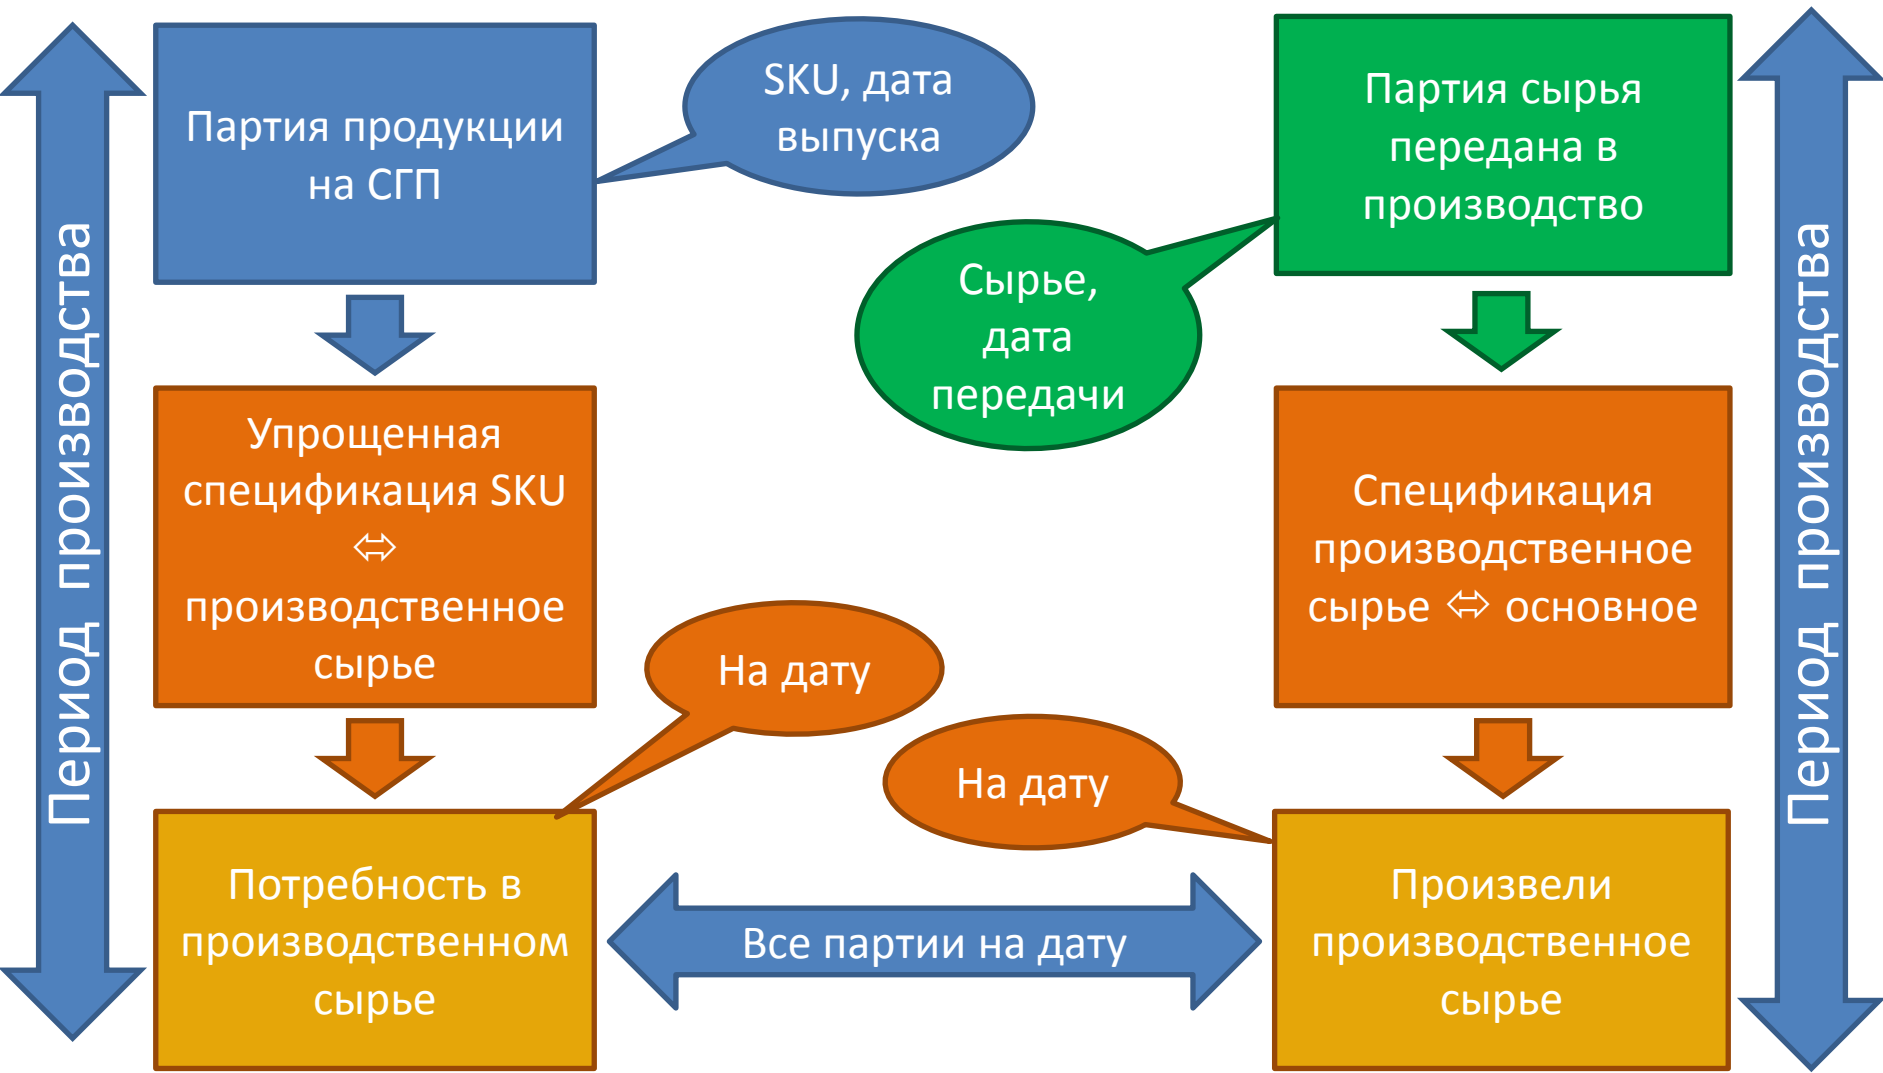 Период производства
Партия продукции
на СГП
SKU, дата
выпуска
Упрощенная
спецификация SKU
⬄
производственное
сырье
На дату
Потребность в
производственном
сырье
Все партии на дату
Партия сырья
передана в
производство
Сырье,
дата
передачи
Спецификация
производственное
сырье ⬄ основное
На дату
Произвели
производственное
сырье
Период производства